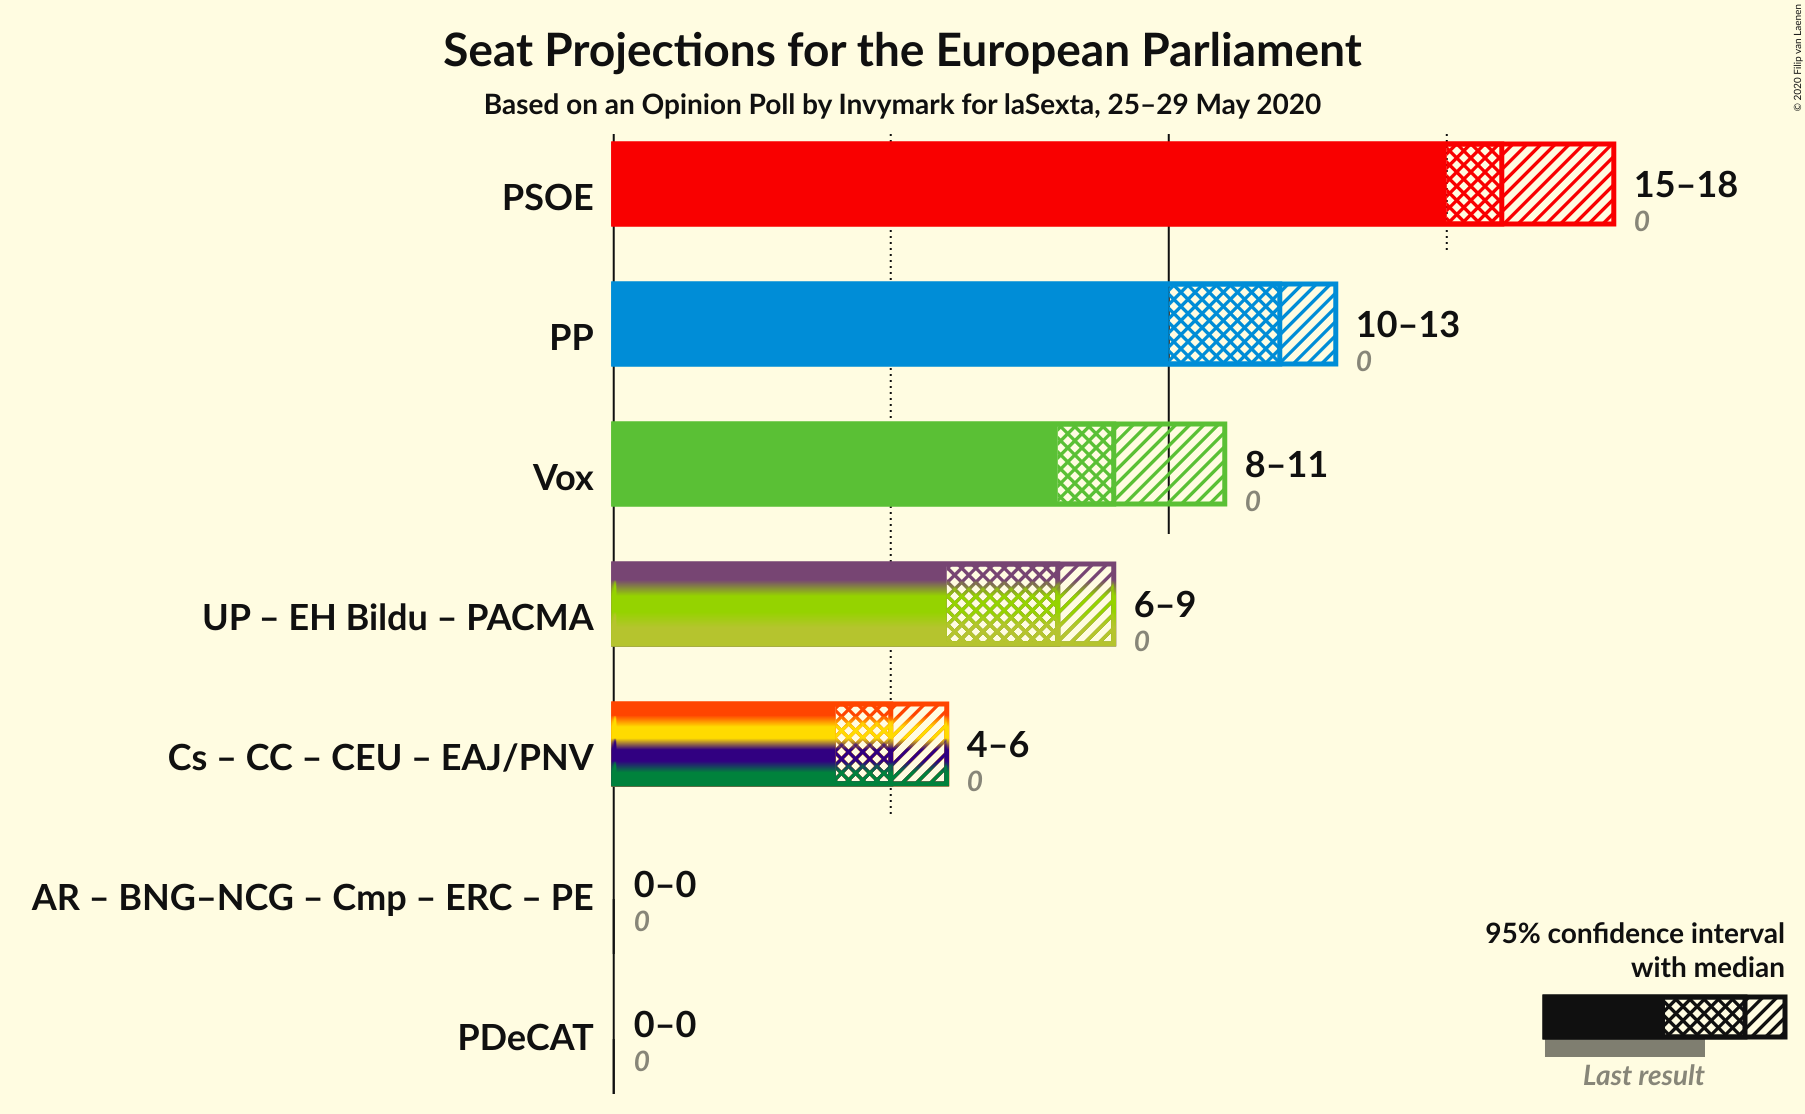 Seat Projections for the European Parliament
Based on an Opinion Poll by Invymark for laSexta, 25–29 May 2020
© 2020 Filip van Laenen
PSOE
15–18
0
PP
10–13
0
Vox
8–11
0
UP – EH Bildu – PACMA
6–9
0
Cs – CC – CEU – EAJ/PNV
4–6
0
AR – BNG–NCG – Cmp – ERC – PE
0–0
0
PDeCAT
0–0
0
95% confidence interval
with median
Last result